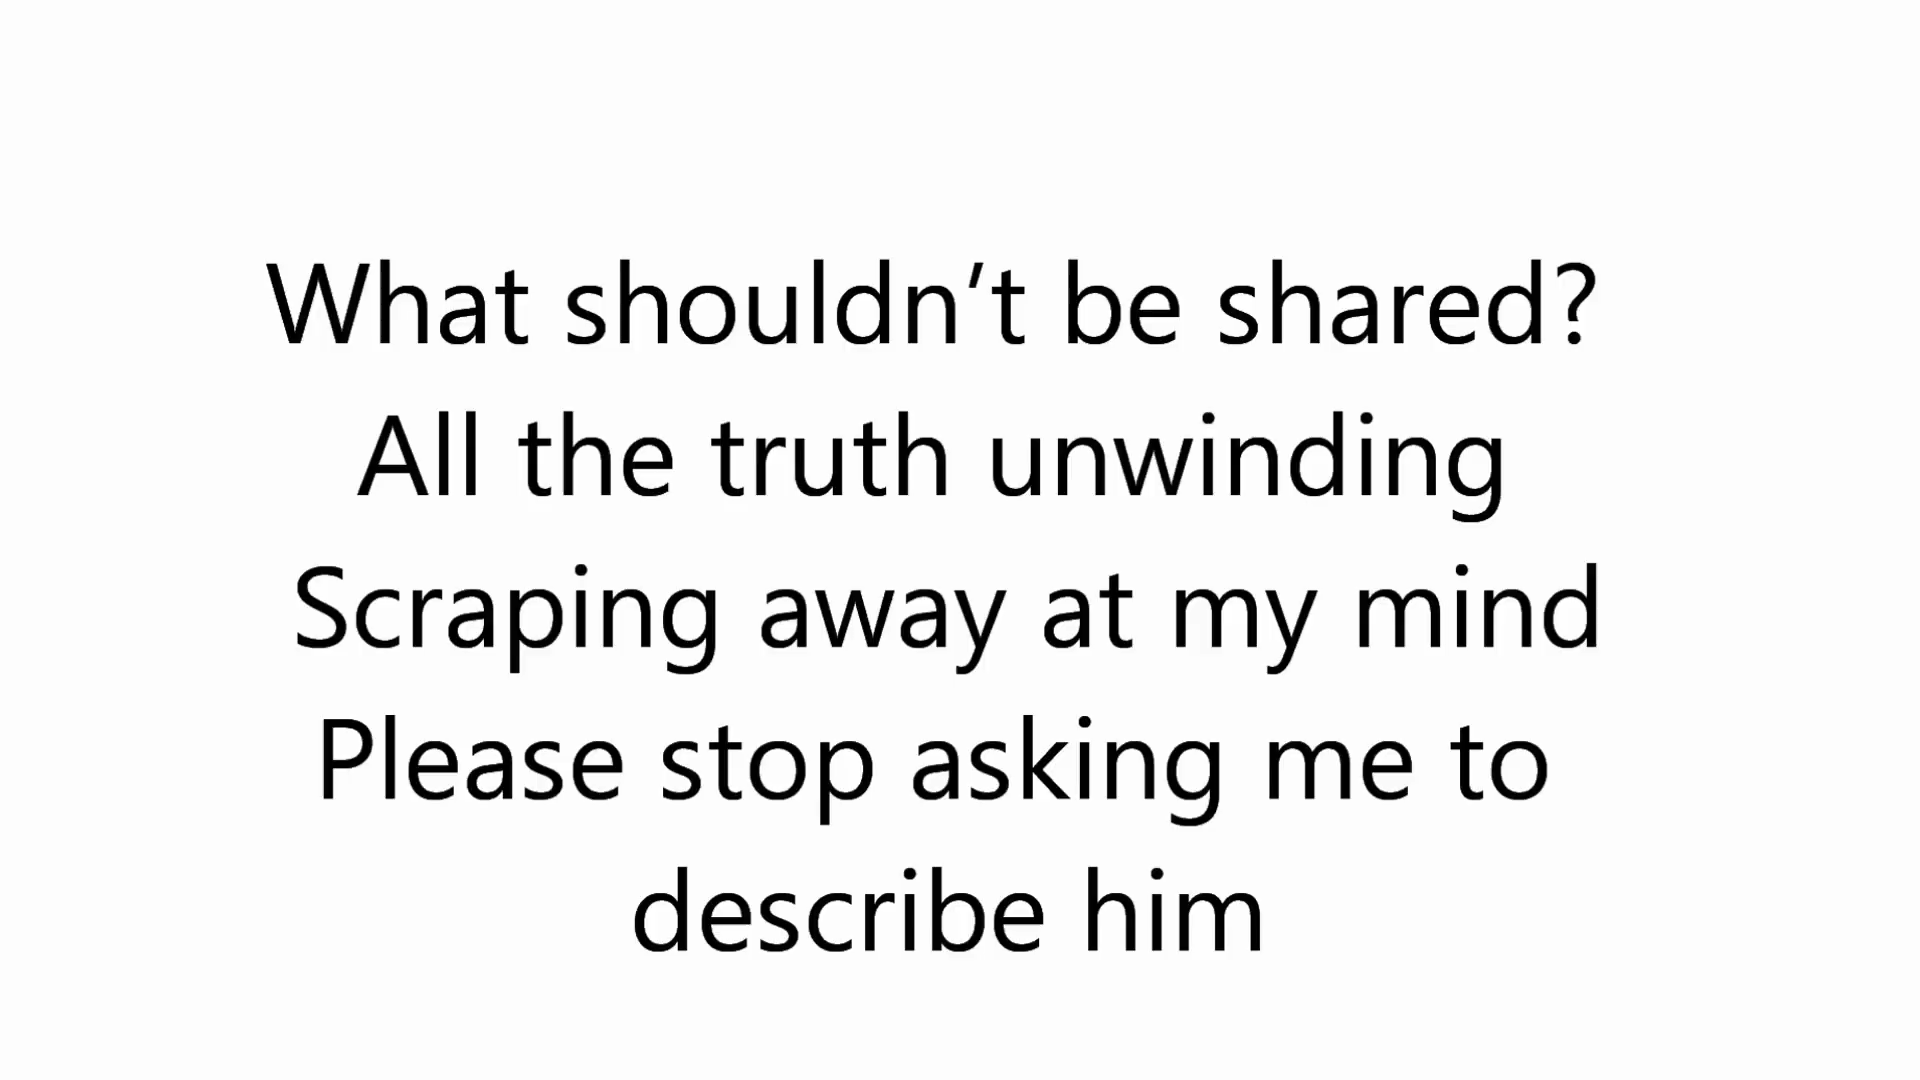 What shouldn’t be shared?
All the truth unwinding
Scraping away at my mind
Please stop asking me to
describe him